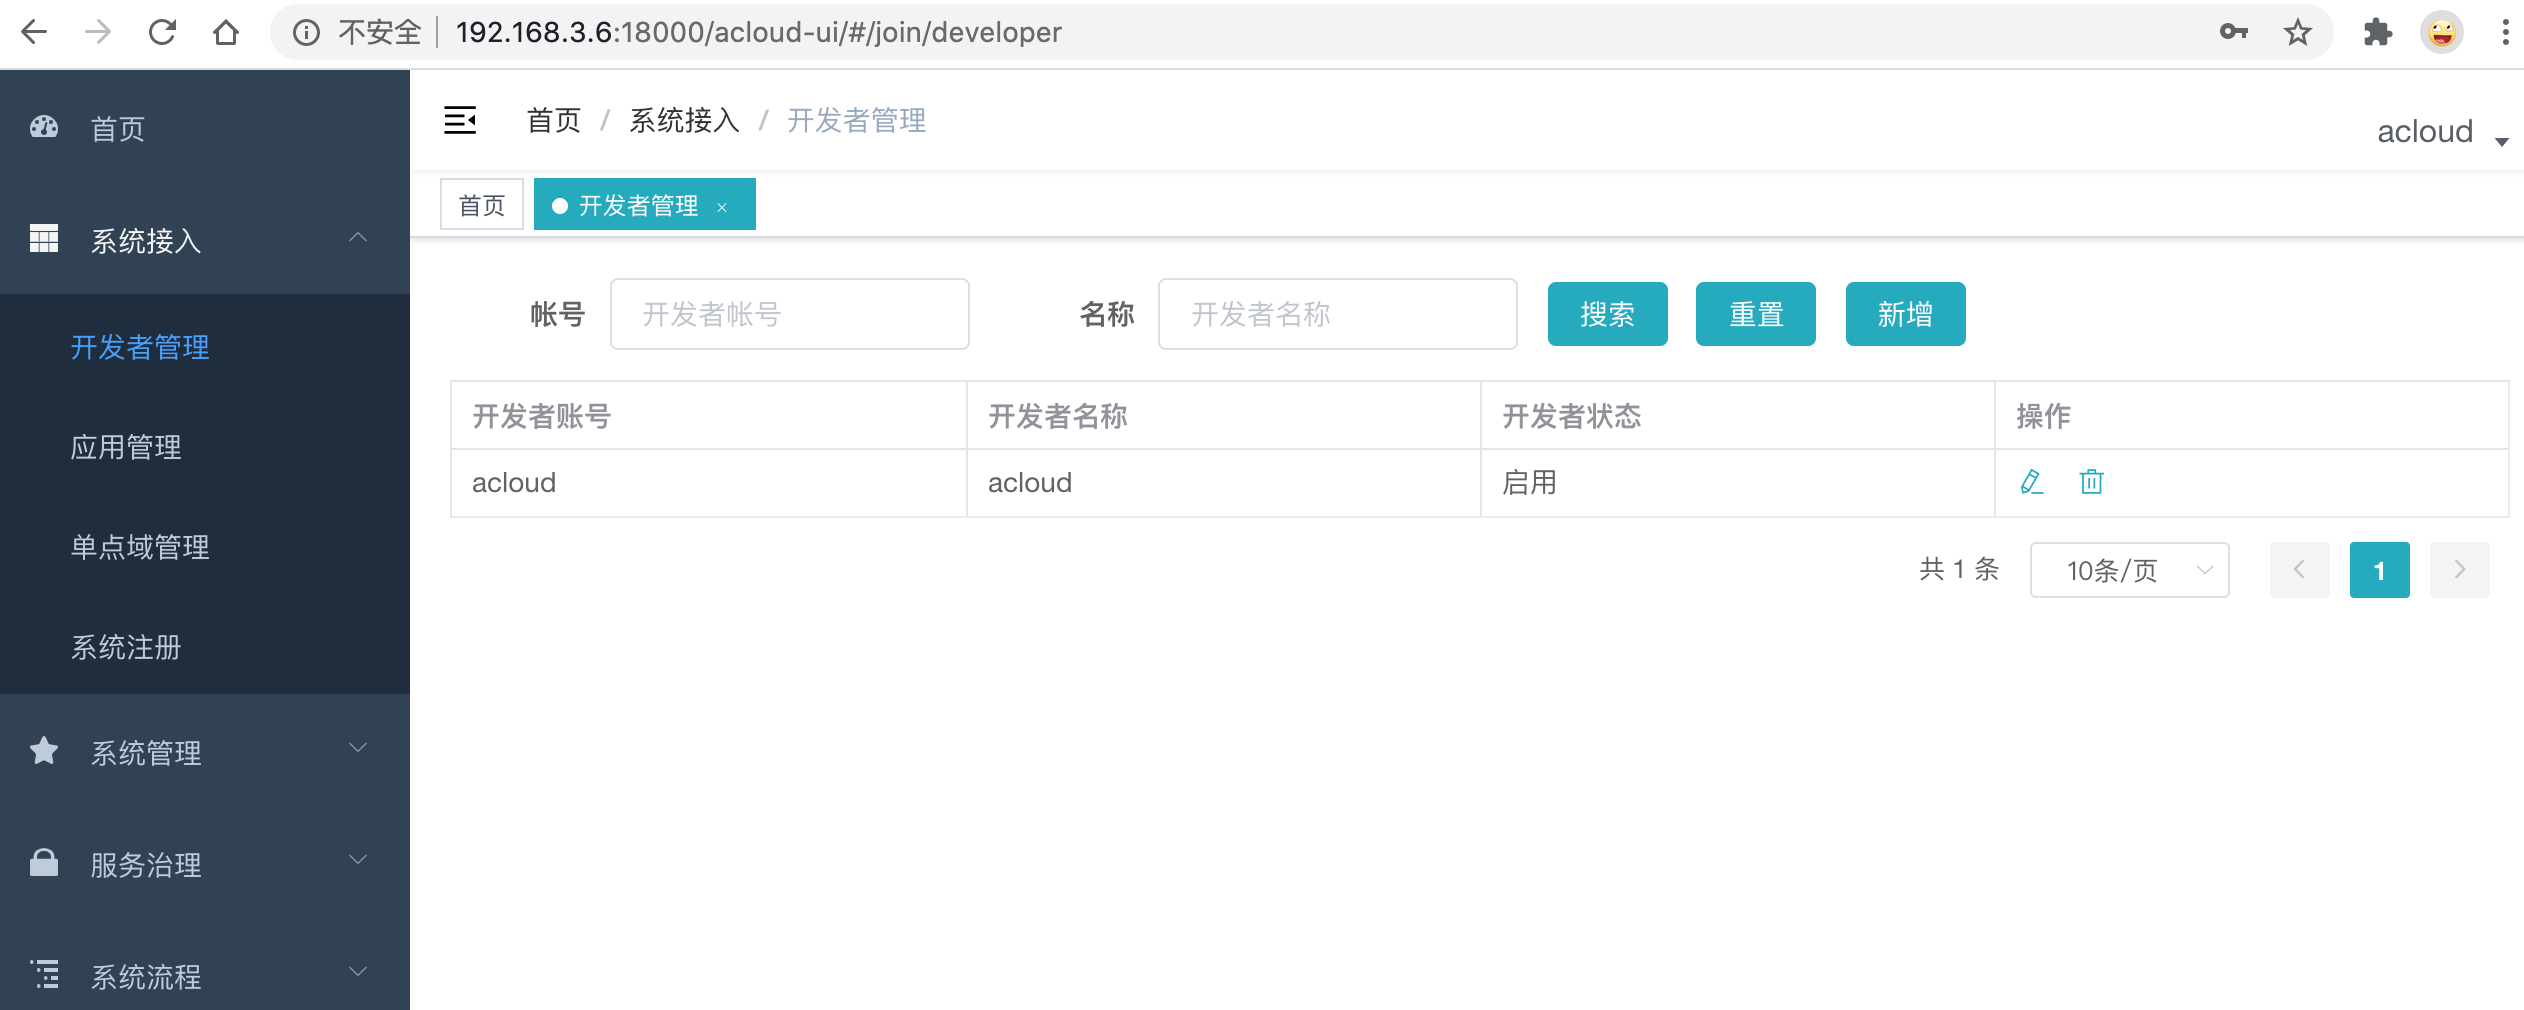 不安全 192.168.3.6:18000/acloud-ui/#/join/developer
首页
系统接入
开发者管理
应用管理
单点域管理
系统注册
系统管理
服务治理
系统流程
首页 / 系统接入 / 开发者管理
acloud
首页 开发者管理 ×
帐号 开发者帐号 名称 开发者名称 搜索 重置 新增
开发者账号 开发者名称 开发者状态 操作
acloud acloud 启用
共 1 条 10条/页 1